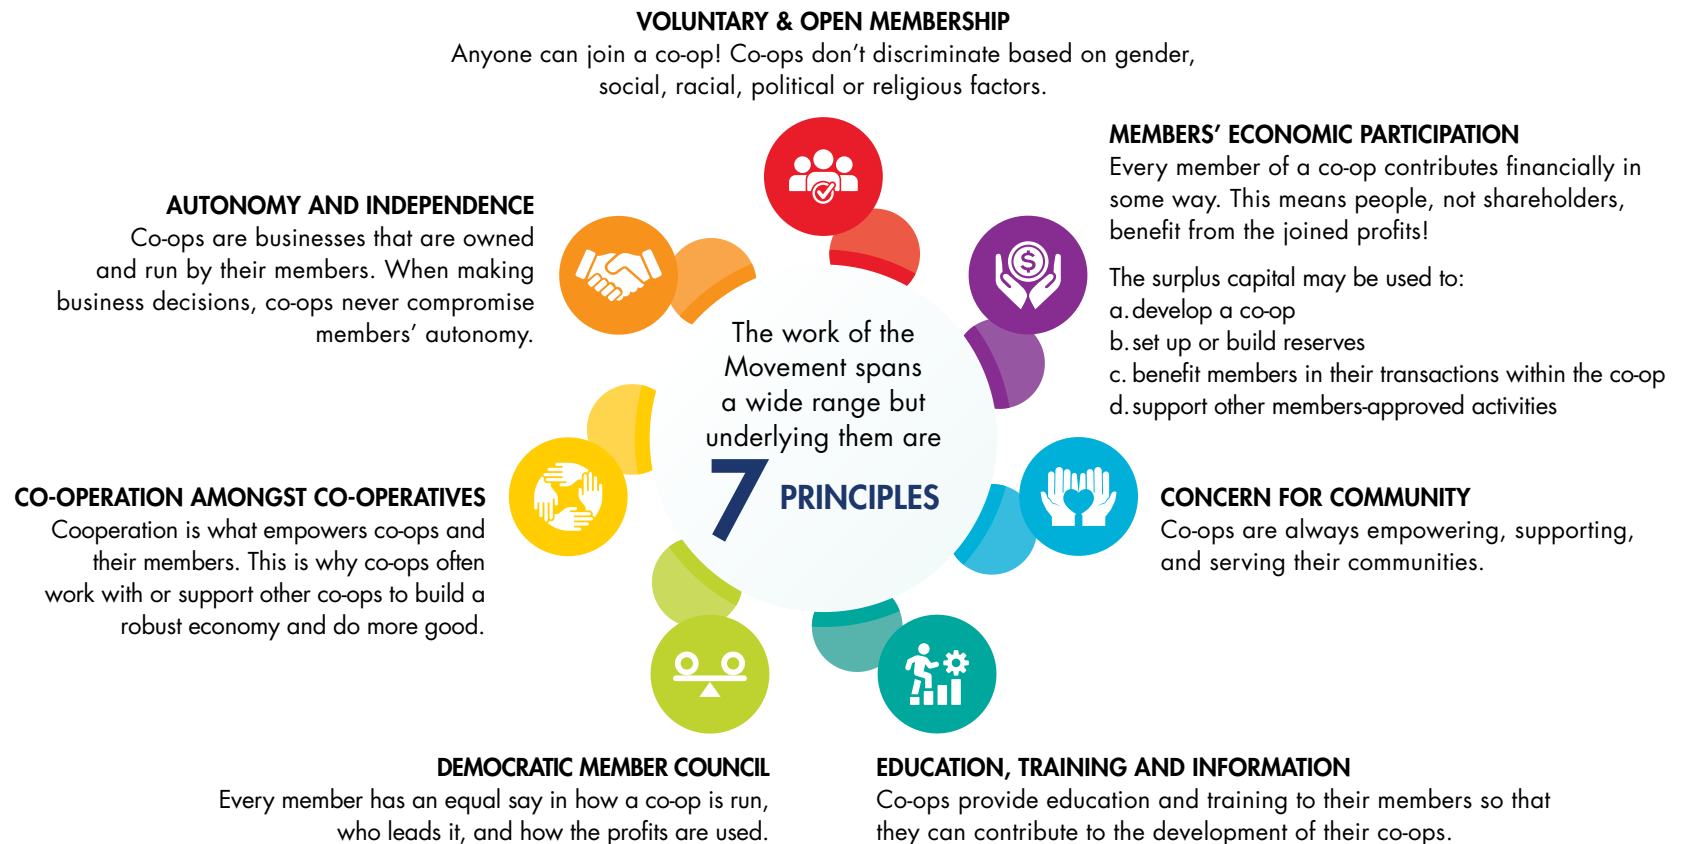 VOLUNTARY & OPEN MEMBERSHIP
Anyone can join a co-op! Co-ops don’t discriminate based on gender,
social, racial, political or religious factors.
MEMBERS’ ECONOMIC PARTICIPATION
Every member of a co-op contributes financially in
some way. This means people, not shareholders,
benefit from the joined profits!
The surplus capital may be used to:
a. develop a co-op
b. set up or build reserves
c. benefit members in their transactions within the co-op
d. support other members-approved activities
CONCERN FOR COMMUNITY
Co-ops are always empowering, supporting,
and serving their communities.
EDUCATION, TRAINING AND INFORMATION
Co-ops provide education and training to their members so that
they can contribute to the development of their co-ops.
DEMOCRATIC MEMBER COUNCIL
Every member has an equal say in how a co-op is run,
who leads it, and how the profits are used.
CO-OPERATION AMONGST CO-OPERATIVES
Cooperation is what empowers co-ops and
their members. This is why co-ops often
work with or support other co-ops to build a
robust economy and do more good.
AUTONOMY AND INDEPENDENCE
Co-ops are businesses that are owned
and run by their members. When making
business decisions, co-ops never compromise
members’ autonomy.
The work of the
Movement spans
a wide range but
underlying them are
7 PRINCIPLES
$